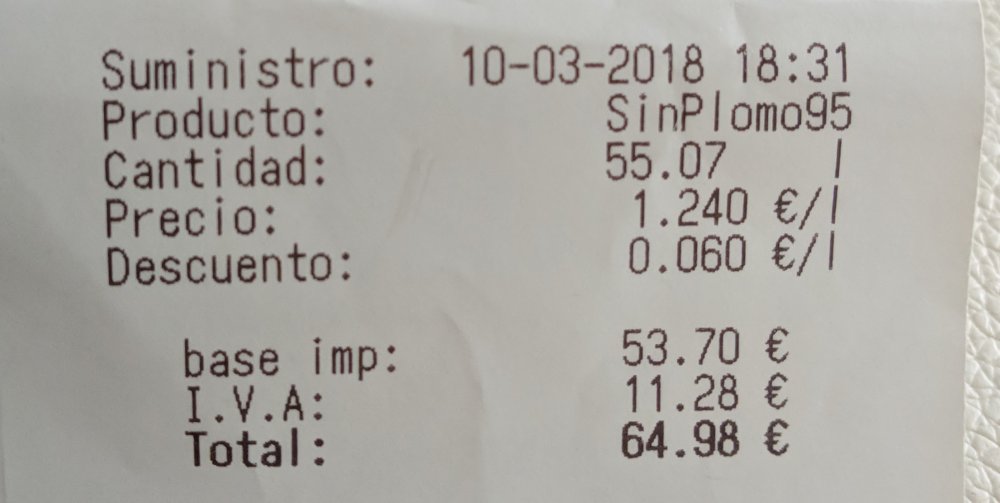 Suministro: 10-03-2018 18:31
Producto: SinPlomo95
Cantidad: 55.07 l
Precio: 1.240 €/l
Descuento: 0.060 €/l
base imp: 53.70 €
I.V.A: 11.28 €
Total: 64.98 €